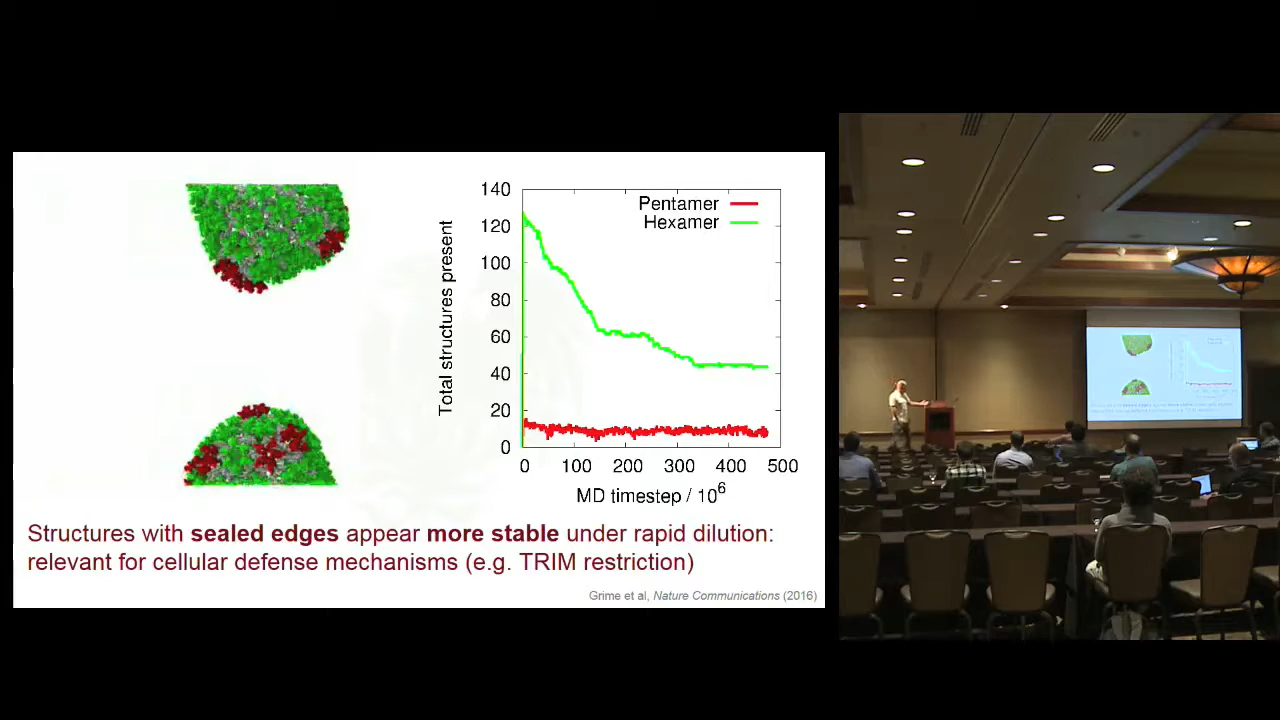 140
120
100
80
60
40
20
0
Total structures present
Pentamer
Hexamer
0 100 200 300 400 500
MD timestep / 10^6
Structures with sealed edges appear more stable under rapid dilution:
relevant for cellular defense mechanisms (e.g. TRIM restriction)
Grime et al, Nature Communications (2016)